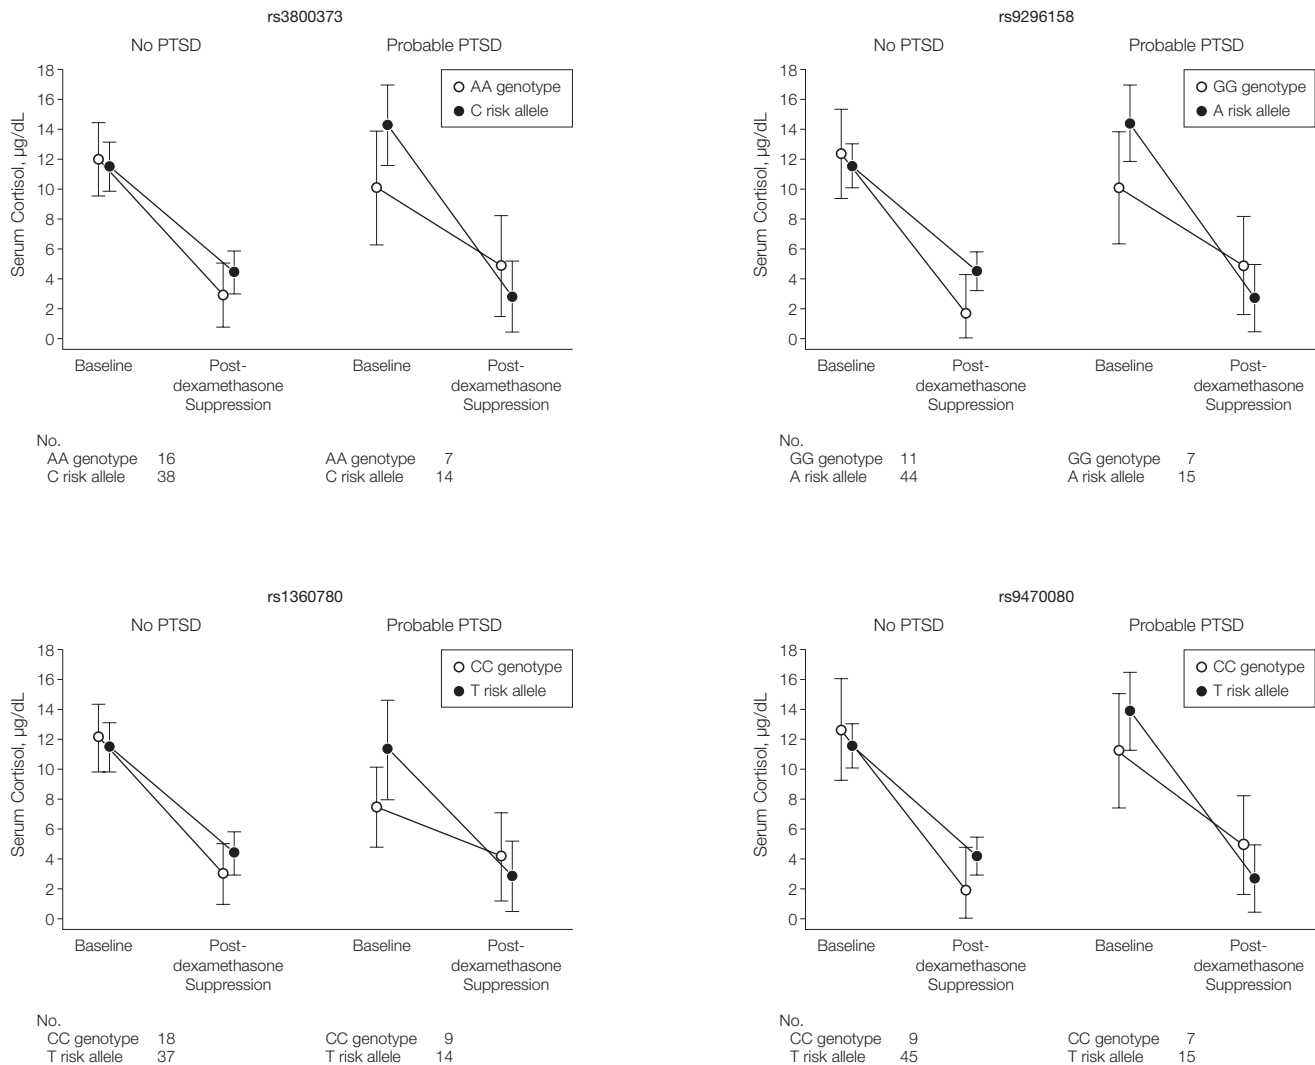 rs3800373
No PTSD
Probable PTSD
Serum Cortisol, μg/dL
18
16
14
12
10
8
6
4
2
0
AA genotype
C risk allele
Baseline
Post-
dexamethasone
Suppression
Baseline
Post-
dexamethasone
Suppression
No.
AA genotype 16
C risk allele 38
AA genotype 7
C risk allele 14
rs9296158
No PTSD
Probable PTSD
Serum Cortisol, μg/dL
18
16
14
12
10
8
6
4
2
0
GG genotype
A risk allele
Baseline
Post-
dexamethasone
Suppression
Baseline
Post-
dexamethasone
Suppression
No.
GG genotype 11
A risk allele 44
GG genotype 7
A risk allele 15
rs1360780
No PTSD
Probable PTSD
Serum Cortisol, μg/dL
18
16
14
12
10
8
6
4
2
0
CC genotype
T risk allele
Baseline
Post-
dexamethasone
Suppression
Baseline
Post-
dexamethasone
Suppression
No.
CC genotype 18
T risk allele 37
CC genotype 9
T risk allele 14
rs9470080
No PTSD
Probable PTSD
Serum Cortisol, μg/dL
18
16
14
12
10
8
6
4
2
0
CC genotype
T risk allele
Baseline
Post-
dexamethasone
Suppression
Baseline
Post-
dexamethasone
Suppression
No.
CC genotype 9
T risk allele 45
CC genotype 7
T risk allele 15